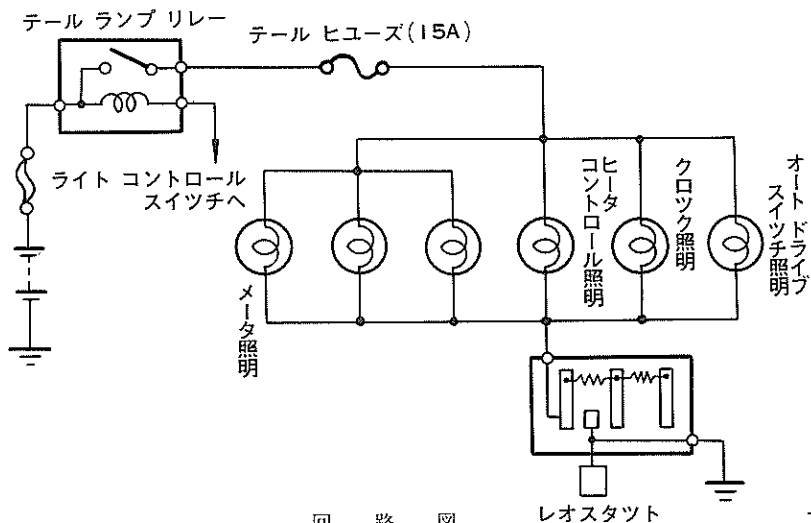 テール ランプ リレー
テール ヒユーズ(15A)
ライト コントロール
スイツチへ
メータ照明
ヒータ
コントロール照明
クロツク照明
オート ドライブ
スイツチ照明
レオスタツト
回路図